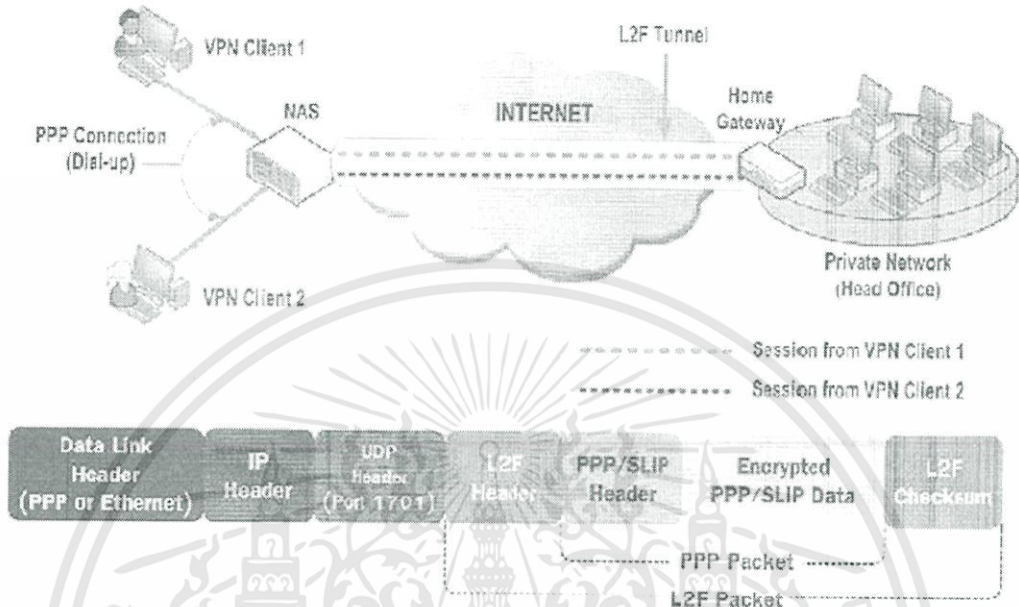 VPN Client 1
L2F Tunnel
NAS
INTERNET
Home
Gateway
PPP Connection
(Dial-up)
VPN Client 2
Private Network
(Head Office)
Session from VPN Client 1
Session from VPN Client 2
Data Link
Header
(PPP or Ethernet)
IP
Header
UDP
Header
(Port 1701)
L2F
Header
PPP/SLIP
Header
Encrypted
PPP/SLIP Data
L2F
Checksum
PPP Packet
L2F Packet